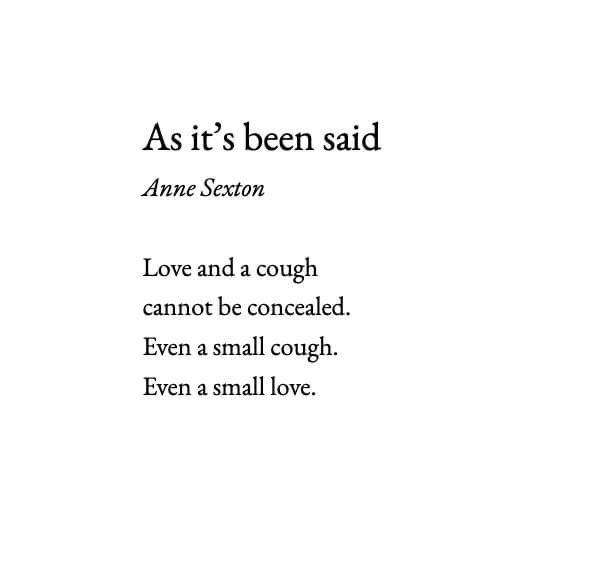 As it’s been said
Anne Sexton
Love and a cough
cannot be concealed.
Even a small cough.
Even a small love.